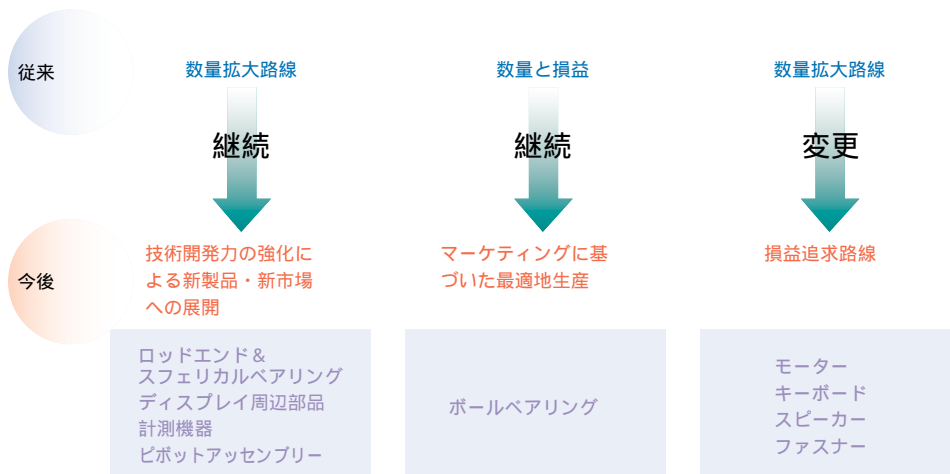 従来
数量拡大路線
数量と損益
数量拡大路線
継続
継続
変更
今後
技術開発力の強化に
よる新製品・新市場
への展開
マーケティングに基
づいた最適地生産
損益追求路線
ロッドエンド&
スフェリカルベアリング
ディスプレイ周辺部品
計測機器
ピボットアッセンブリー
ボールベアリング
モーター
キーボード
スピーカー
ファスナー